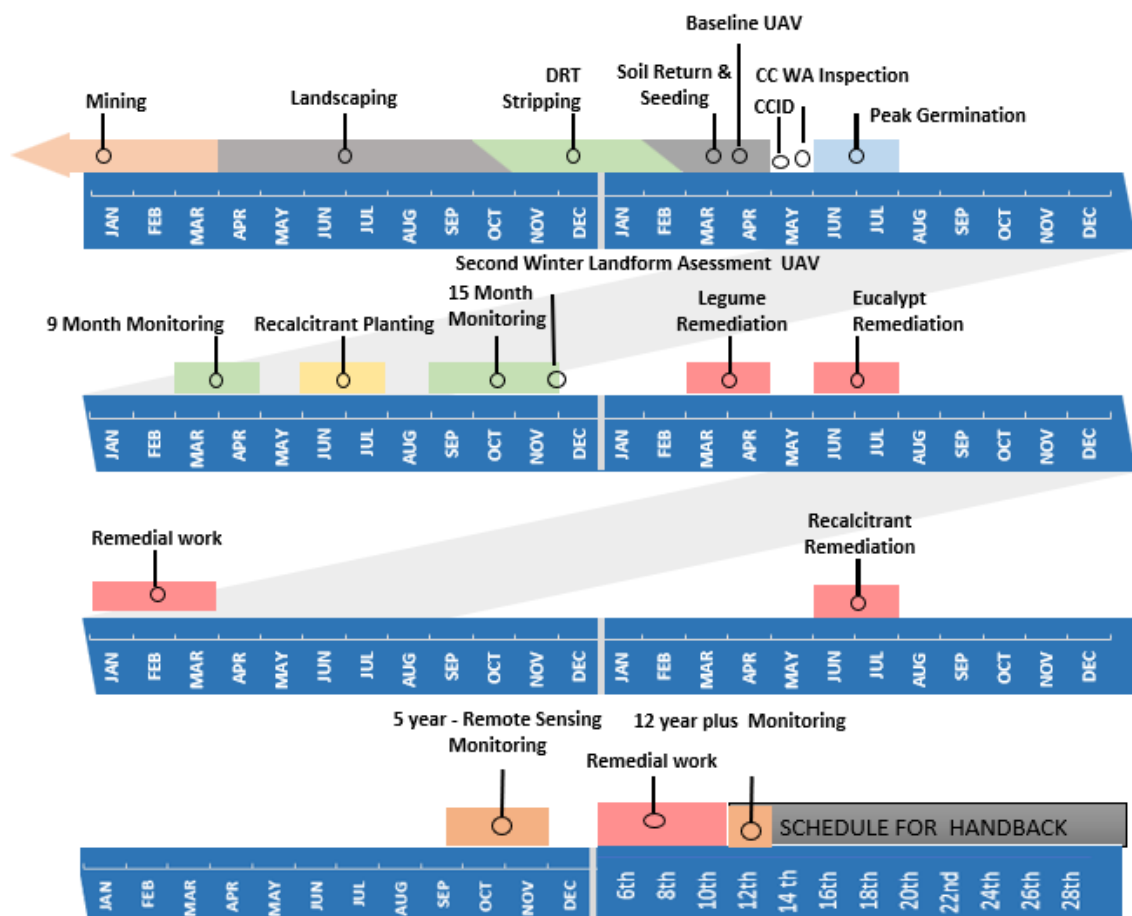 Baseline UAV
DRT
Stripping
Soil Return &
Seeding
CC WA Inspection
CCID
Mining
Landscaping
Peak Germination
JAN FEB MAR APR MAY JUN JUL AUG SEP OCT NOV DEC JAN FEB MAR APR MAY JUN JUL AUG SEP OCT NOV DEC
Second Winter Landform Asessment UAV
9 Month Monitoring
Recalcitrant Planting
15 Month
Monitoring
Legume
Remediation
Eucalypt
Remediation
JAN FEB MAR APR MAY JUN JUL AUG SEP OCT NOV DEC JAN FEB MAR APR MAY JUN JUL AUG SEP OCT NOV DEC
Remedial work
Recalcitrant
Remediation
JAN FEB MAR APR MAY JUN JUL AUG SEP OCT NOV DEC JAN FEB MAR APR MAY JUN JUL AUG SEP OCT NOV DEC
5 year - Remote Sensing
Monitoring
12 year plus Monitoring
Remedial work
SCHEDULE FOR HANDBACK
JAN FEB MAR APR MAY JUN JUL AUG SEP OCT NOV DEC 6th 8th 10th 12th 14 th 16th 18th 20th 22nd 24th 26th 28th